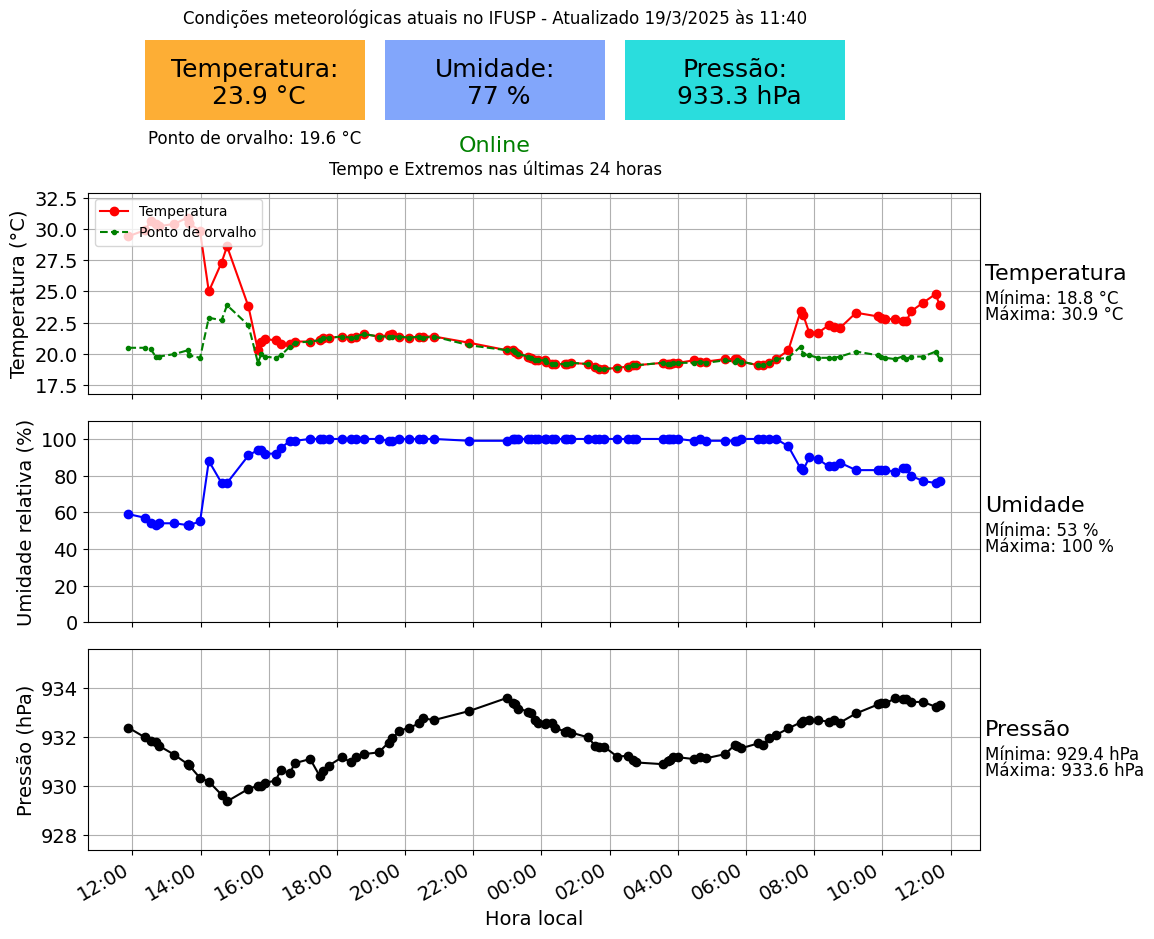 Condições meteorológicas atuais no IFUSP - Atualizado 19/3/2025 às 11:40
Temperatura:
23.9 °C
Umidade:
77 %
Pressão:
933.3 hPa
Ponto de orvalho: 19.6 °C
Online
Tempo e Extremos nas últimas 24 horas
Temperatura (°C)
32.5
30.0
27.5
25.0
22.5
20.0
17.5
Temperatura
Ponto de orvalho
Temperatura
Mínima: 18.8 °C
Máxima: 30.9 °C
Umidade relativa (%)
100
80
60
40
20
0
Umidade
Mínima: 53 %
Máxima: 100 %
Pressão (hPa)
934
932
930
928
Pressão
Mínima: 929.4 hPa
Máxima: 933.6 hPa
12:00
14:00
16:00
18:00
20:00
22:00
00:00
02:00
04:00
06:00
08:00
10:00
12:00
Hora local